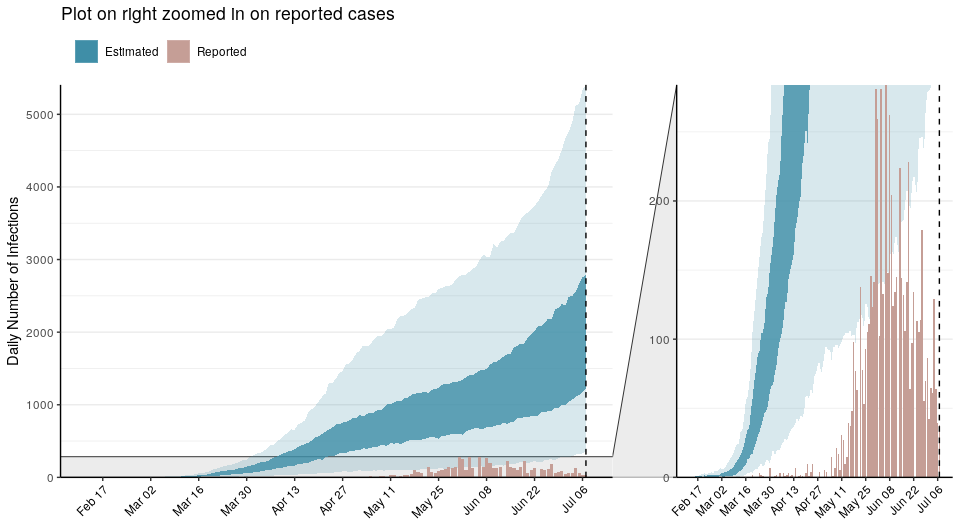 Plot on right zoomed in on reported cases
Estimated
Reported
Daily Number of Infections
5000
4000
3000
2000
1000
0
Feb 17
Mar 02
Mar 16
Mar 30
Apr 13
Apr 27
May 11
May 25
Jun 08
Jun 22
Jul 06
200
100
0
Feb 17
Mar 02
Mar 16
Mar 30
Apr 13
Apr 27
May 11
May 25
Jun 08
Jun 22
Jul 06